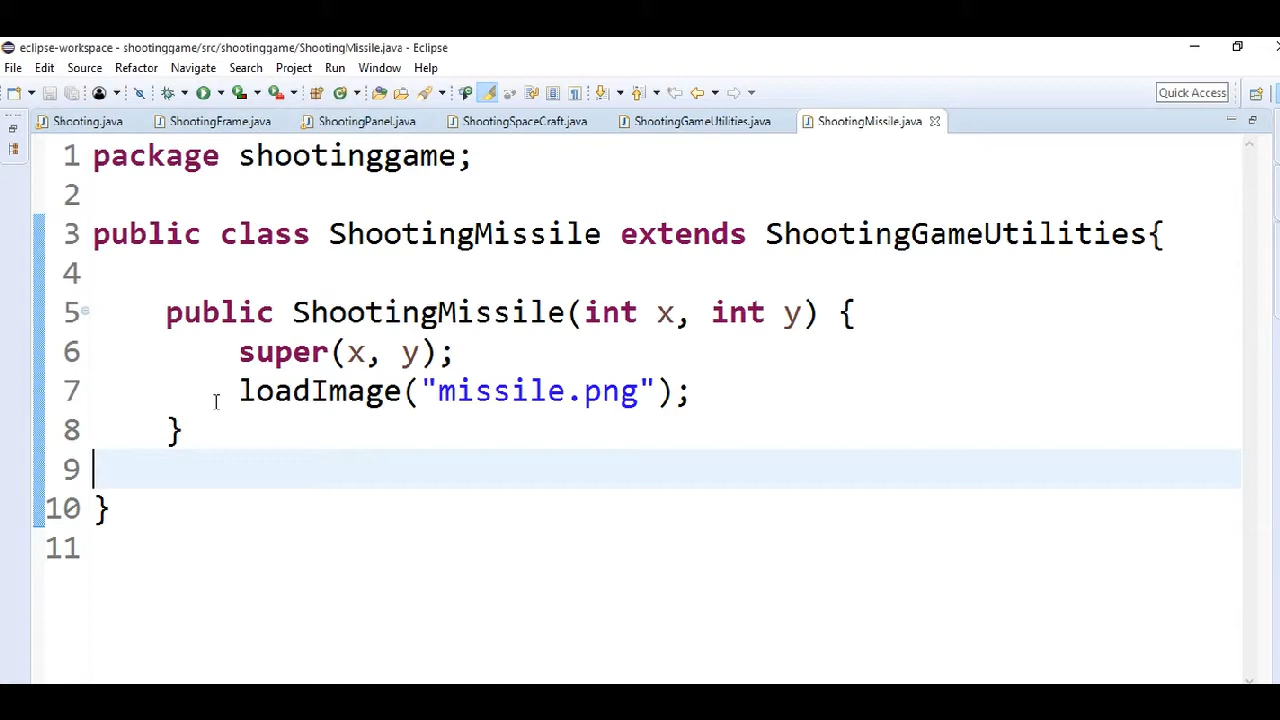 eclipse-workspace - shootinggame/src/shootinggame/ShootingMissile.java - Eclipse
File Edit Source Refactor Navigate Search Project Run Window Help
Quick Access
Shooting.java ShootingFrame.java ShootingPanel.java ShootingSpaceCraft.java ShootingGameUtilities.java ShootingMissile.java
1 package shootinggame;
2
3 public class ShootingMissile extends ShootingGameUtilities{
4
5 public ShootingMissile(int x, int y) {
6 super(x, y);
7 loadImage("missile.png");
8 }
9
10 }
11